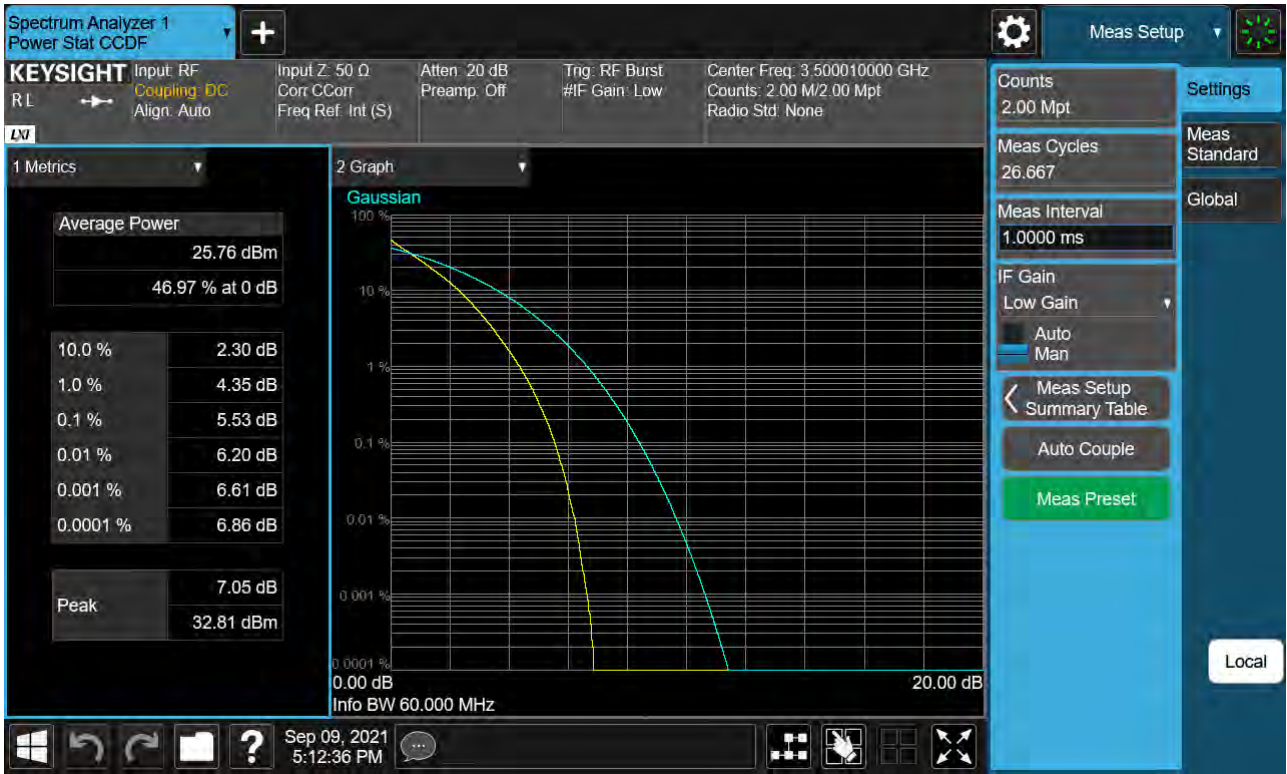 Spectrum Analyzer 1
Power Stat CCDF
+
Meas Setup
KEYSIGHT
RL
LXI
Input: RF
Coupling: DC
Align: Auto
Input Z: 50 Ω
Corr CCorr
Freq Ref: Int (S)
Atten: 20 dB
Preamp: Off
Trig: RF Burst
#IF Gain: Low
Center Freq: 3.500010000 GHz
Counts: 2.00 M/2.00 Mpt
Radio Std: None
1 Metrics
Average Power
25.76 dBm
46.97 % at 0 dB
10.0 % 2.30 dB
1.0 % 4.35 dB
0.1 % 5.53 dB
0.01 % 6.20 dB
0.001 % 6.61 dB
0.0001 % 6.86 dB
Peak
7.05 dB
32.81 dBm
2 Graph
Gaussian
100 %
10 %
1 %
0.1 %
0.01 %
0.001 %
0.0001 %
0.00 dB 20.00 dB
Info BW 60.000 MHz
Counts
2.00 Mpt
Meas Cycles
26.667
Meas Interval
1.0000 ms
IF Gain
Low Gain
Auto
Man
Meas Setup
Summary Table
Auto Couple
Meas Preset
Settings
Meas
Standard
Global
Local
?
Sep 09, 2021
5:12:36 PM